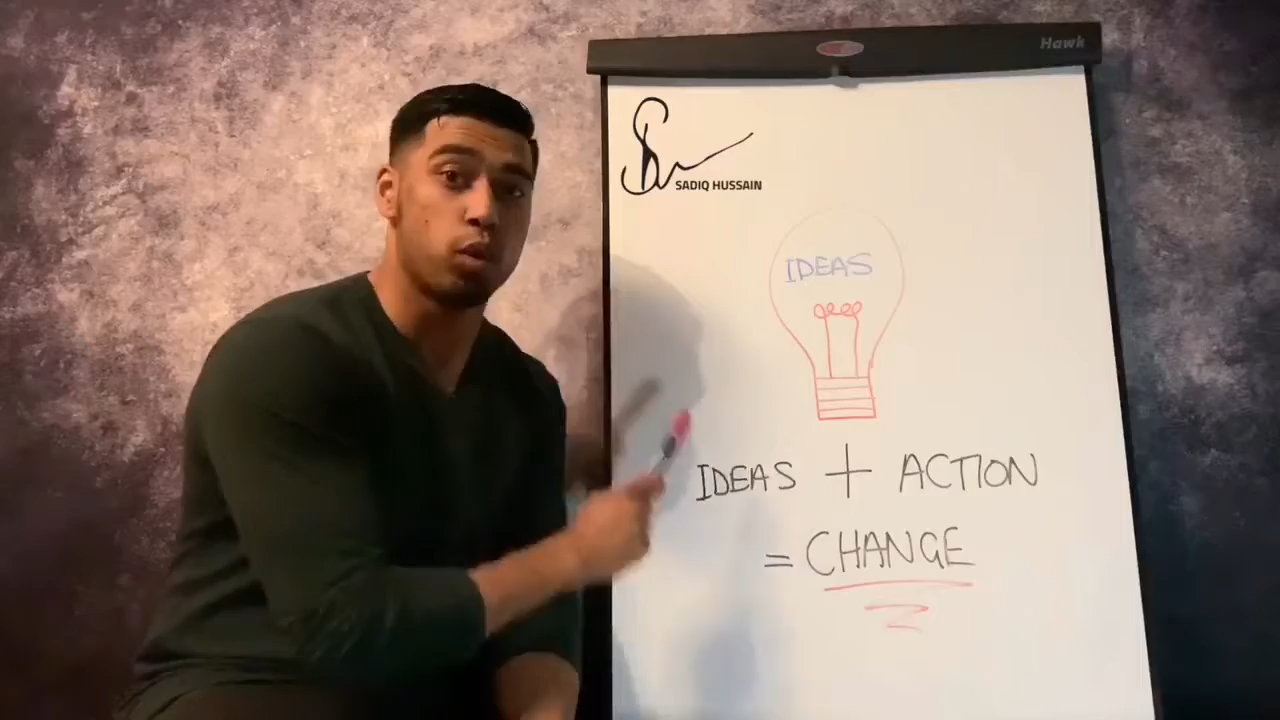 Hawk
SADIQ HUSSAIN
IDEAS
IDEAS + ACTION
= CHANGE